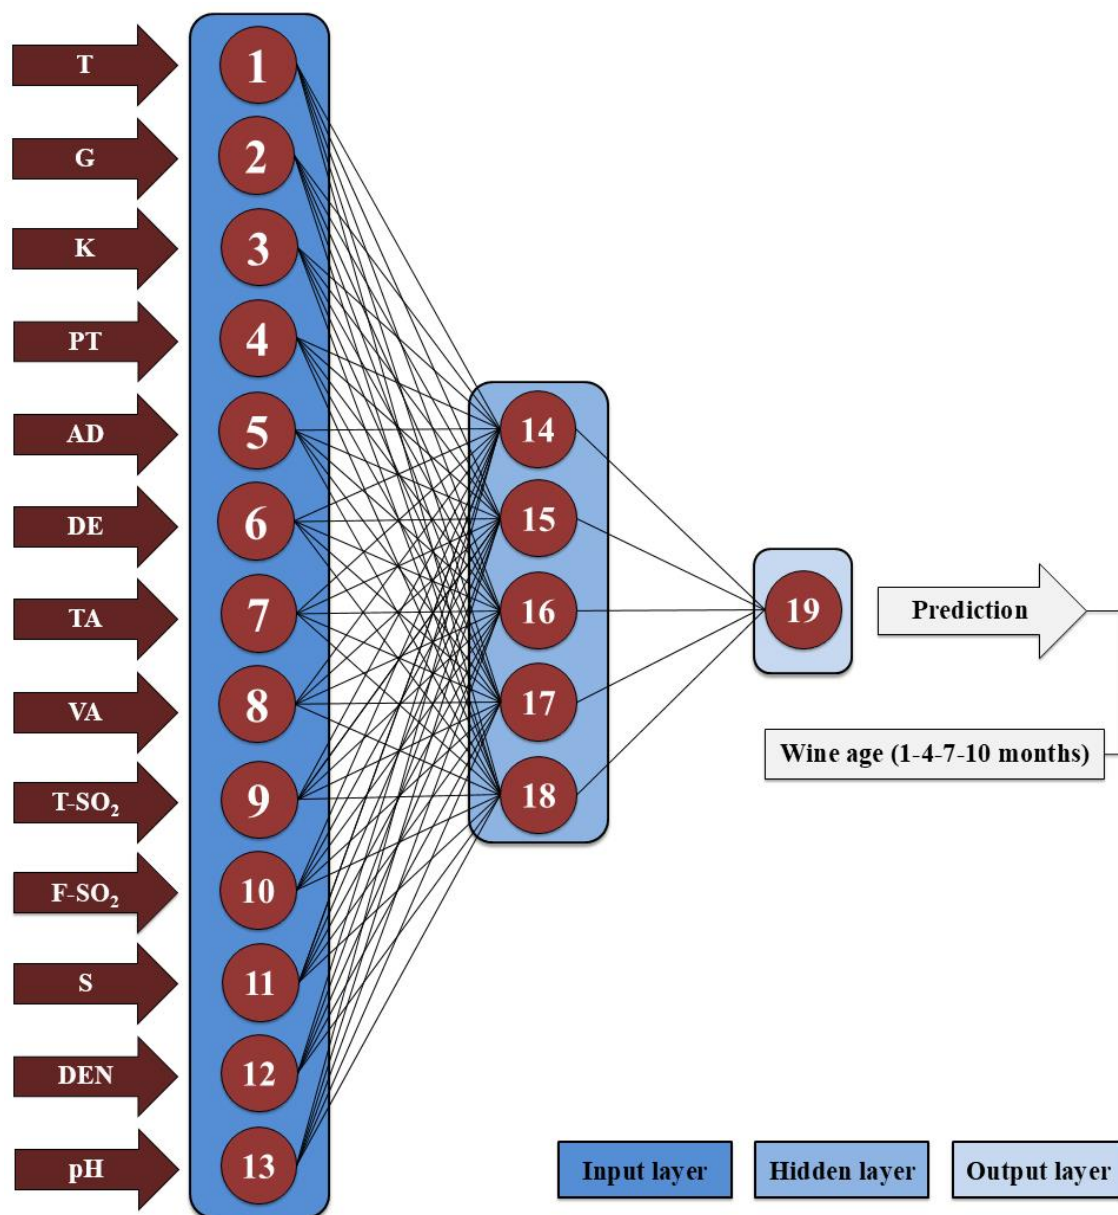 T
1
G
2
K
3
PT
4
AD
5
14
DE
6
15
TA
7
16
19
Prediction
VA
8
17
Wine age (1-4-7-10 months)
T-SO₂
9
18
F-SO₂
10
S
11
DEN
12
pH
13
Input layer
Hidden layer
Output layer